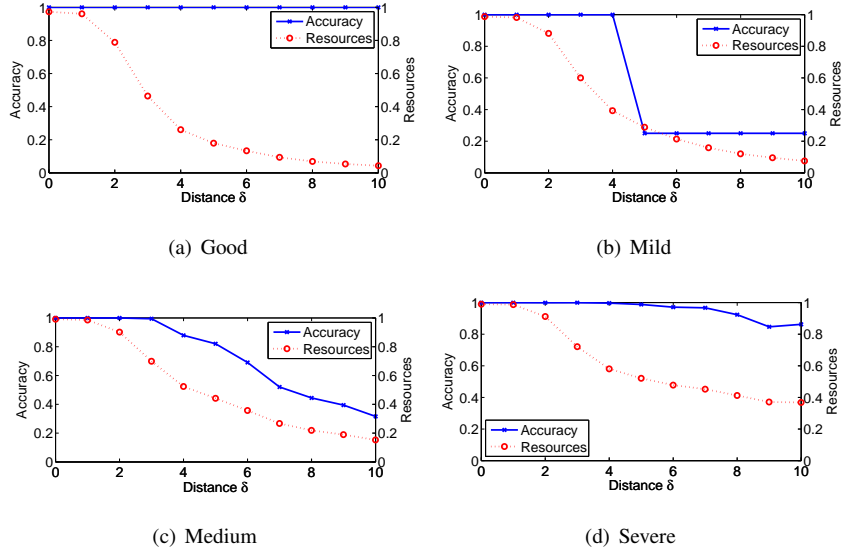 1
0.8
0.6
0.4
0.2
0
Accuracy
0 2 4 6 8 10
Distance δ
1
0.8
0.6
0.4
0.2
0
Resources
Accuracy
Resources
(a) Good
1
0.8
0.6
0.4
0.2
0
Accuracy
0 2 4 6 8 10
Distance δ
1
0.8
0.6
0.4
0.2
0
Resources
Accuracy
Resources
(b) Mild
1
0.8
0.6
0.4
0.2
0
Accuracy
0 2 4 6 8 10
Distance δ
1
0.8
0.6
0.4
0.2
0
Resources
Accuracy
Resources
(c) Medium
1
0.8
0.6
0.4
0.2
0
Accuracy
0 2 4 6 8 10
Distance δ
1
0.8
0.6
0.4
0.2
0
Resources
Accuracy
Resources
(d) Severe